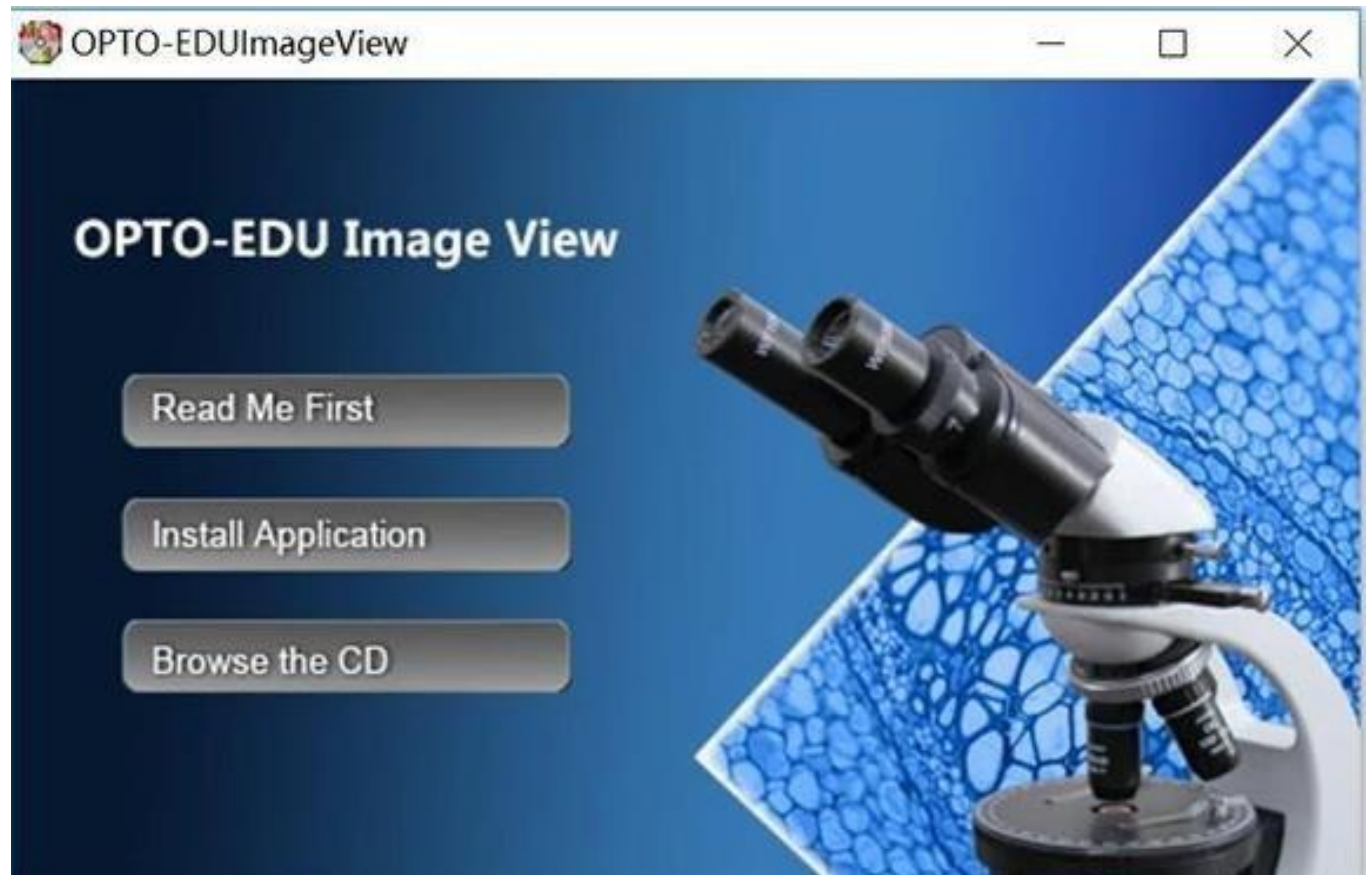 OPTO-EDUImageView
OPTO-EDU Image View
Read Me First
Install Application
Browse the CD